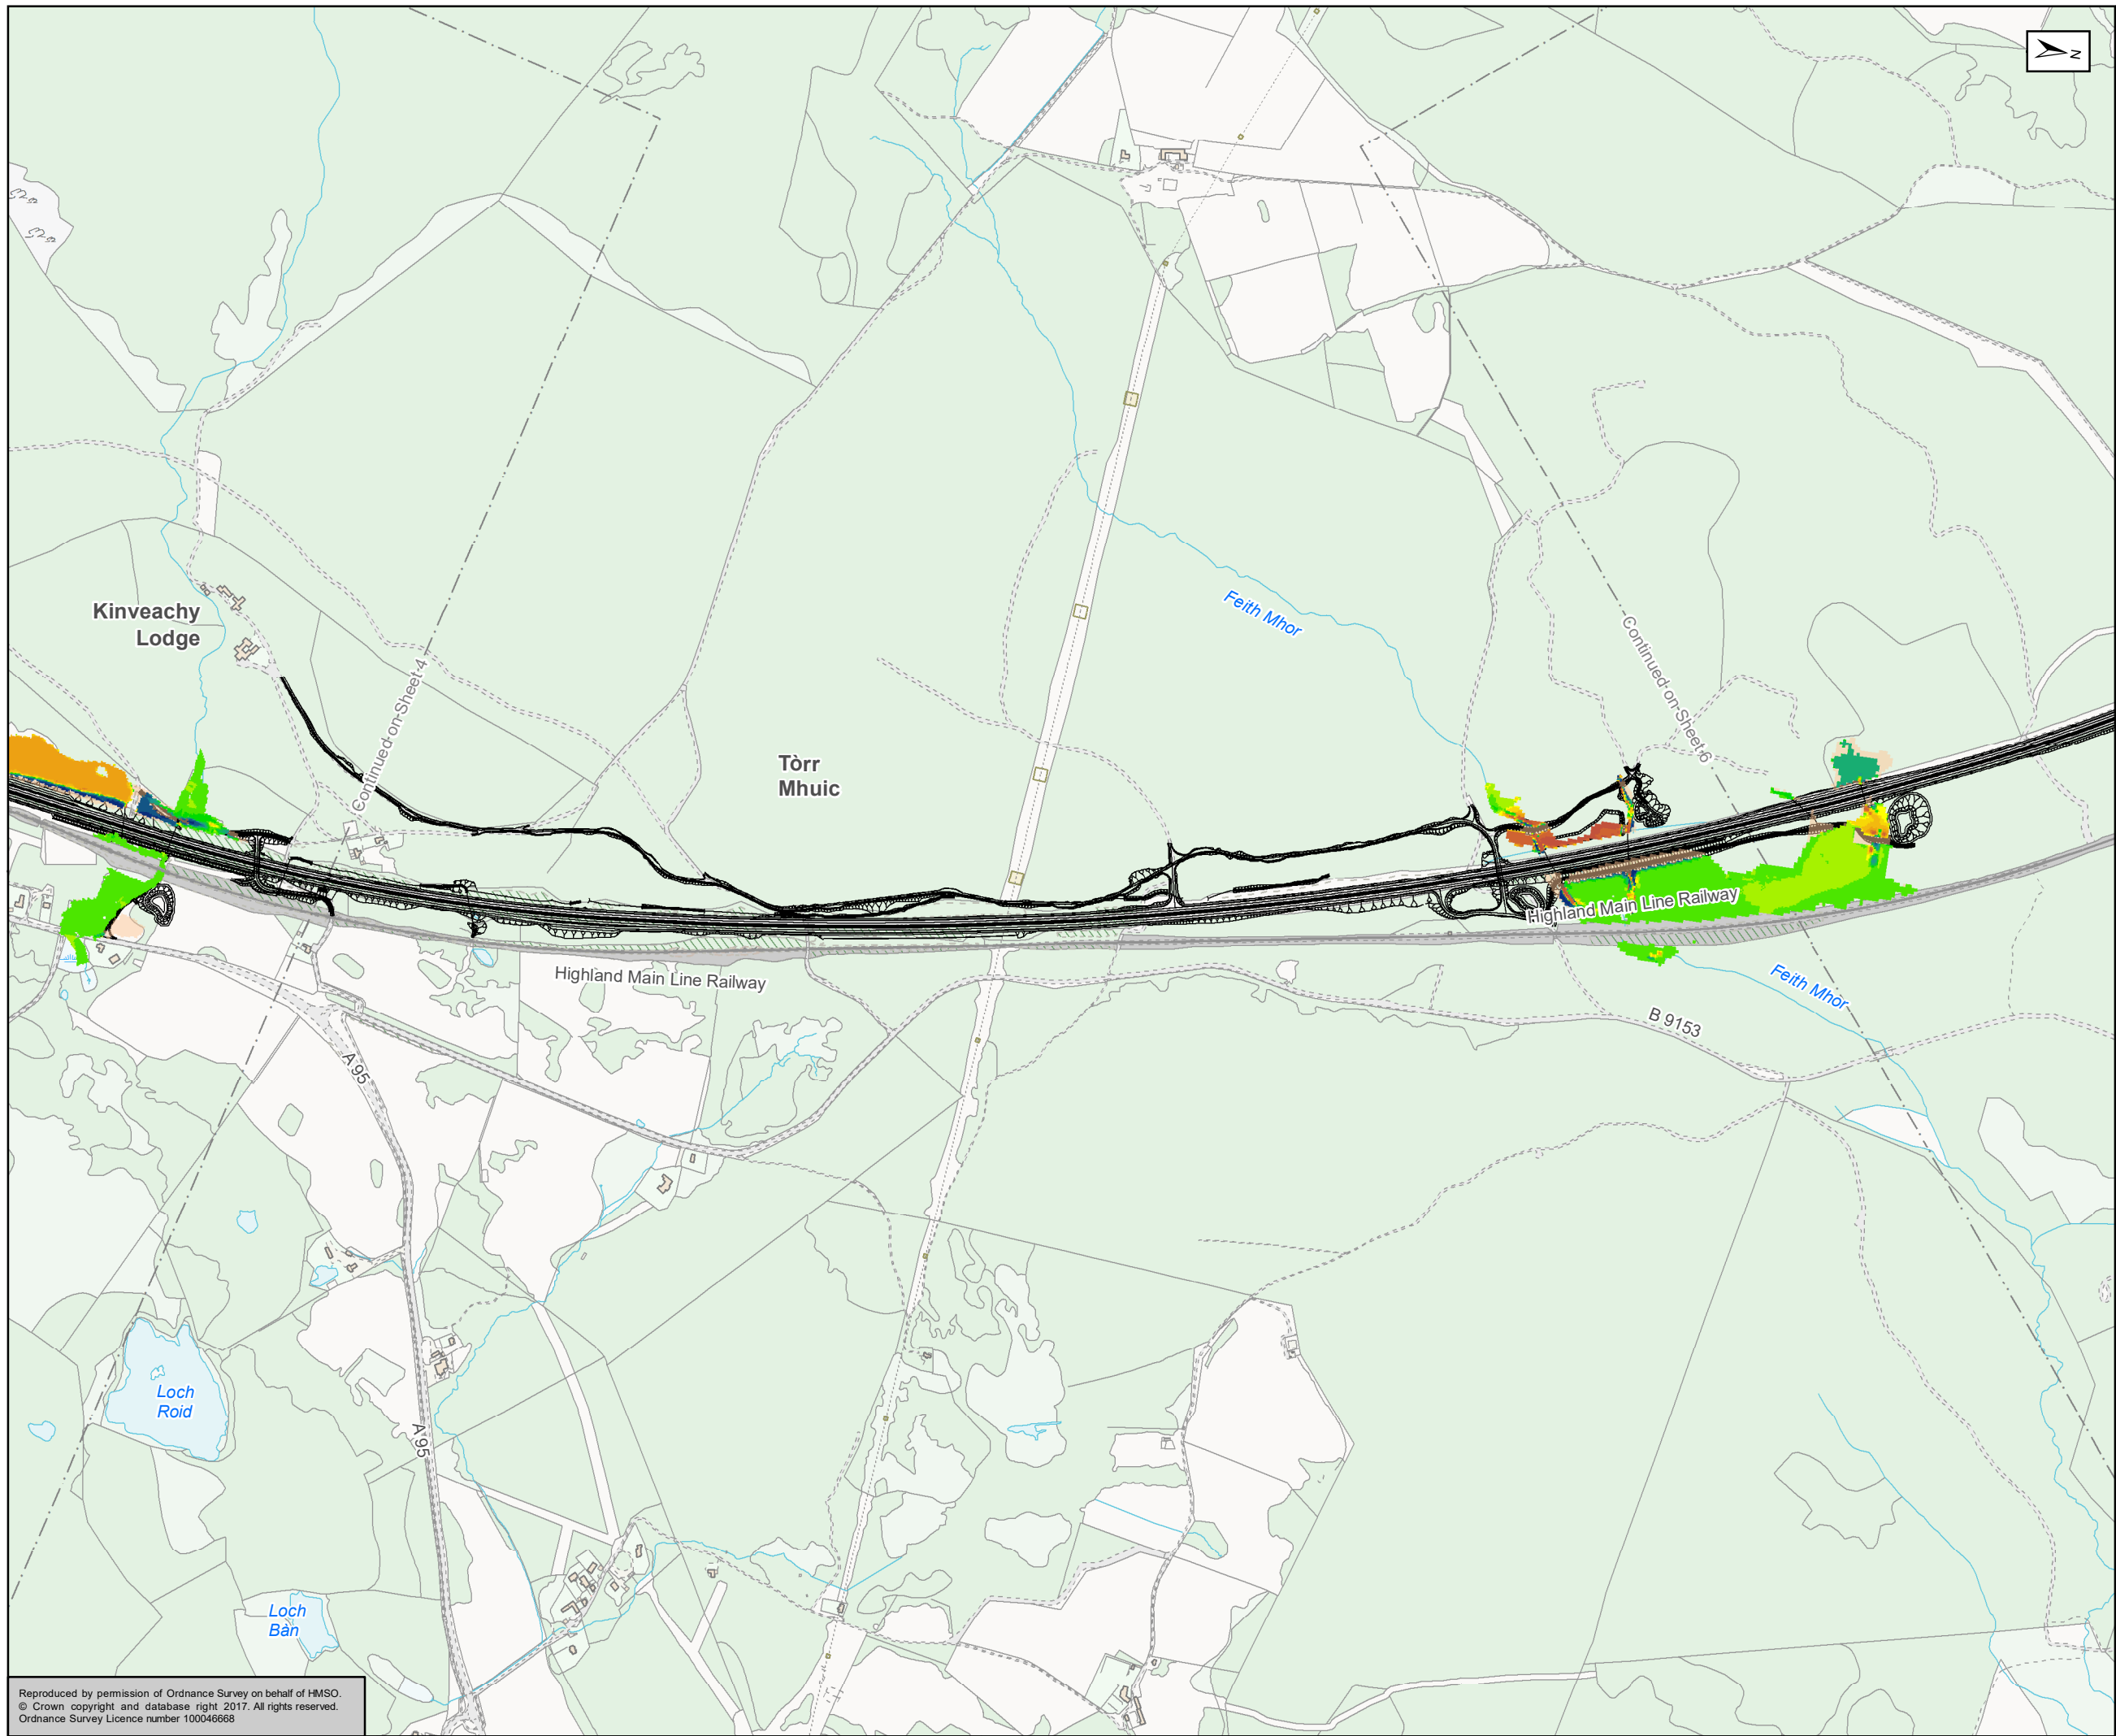 N
Kinveachy
Lodge
Continued on Sheet 4
Tòrr
Mhuic
Feith Mhor
Continued on Sheet 6
Highland Main Line Railway
Highland Main Line Railway
Feith Mhor
B 9153
A 95
A 95
Loch
Roid
Loch
Bàn
Reproduced by permission of Ordnance Survey on behalf of HMSO.
© Crown copyright and database right 2017. All rights reserved.
Ordnance Survey Licence number 100046668